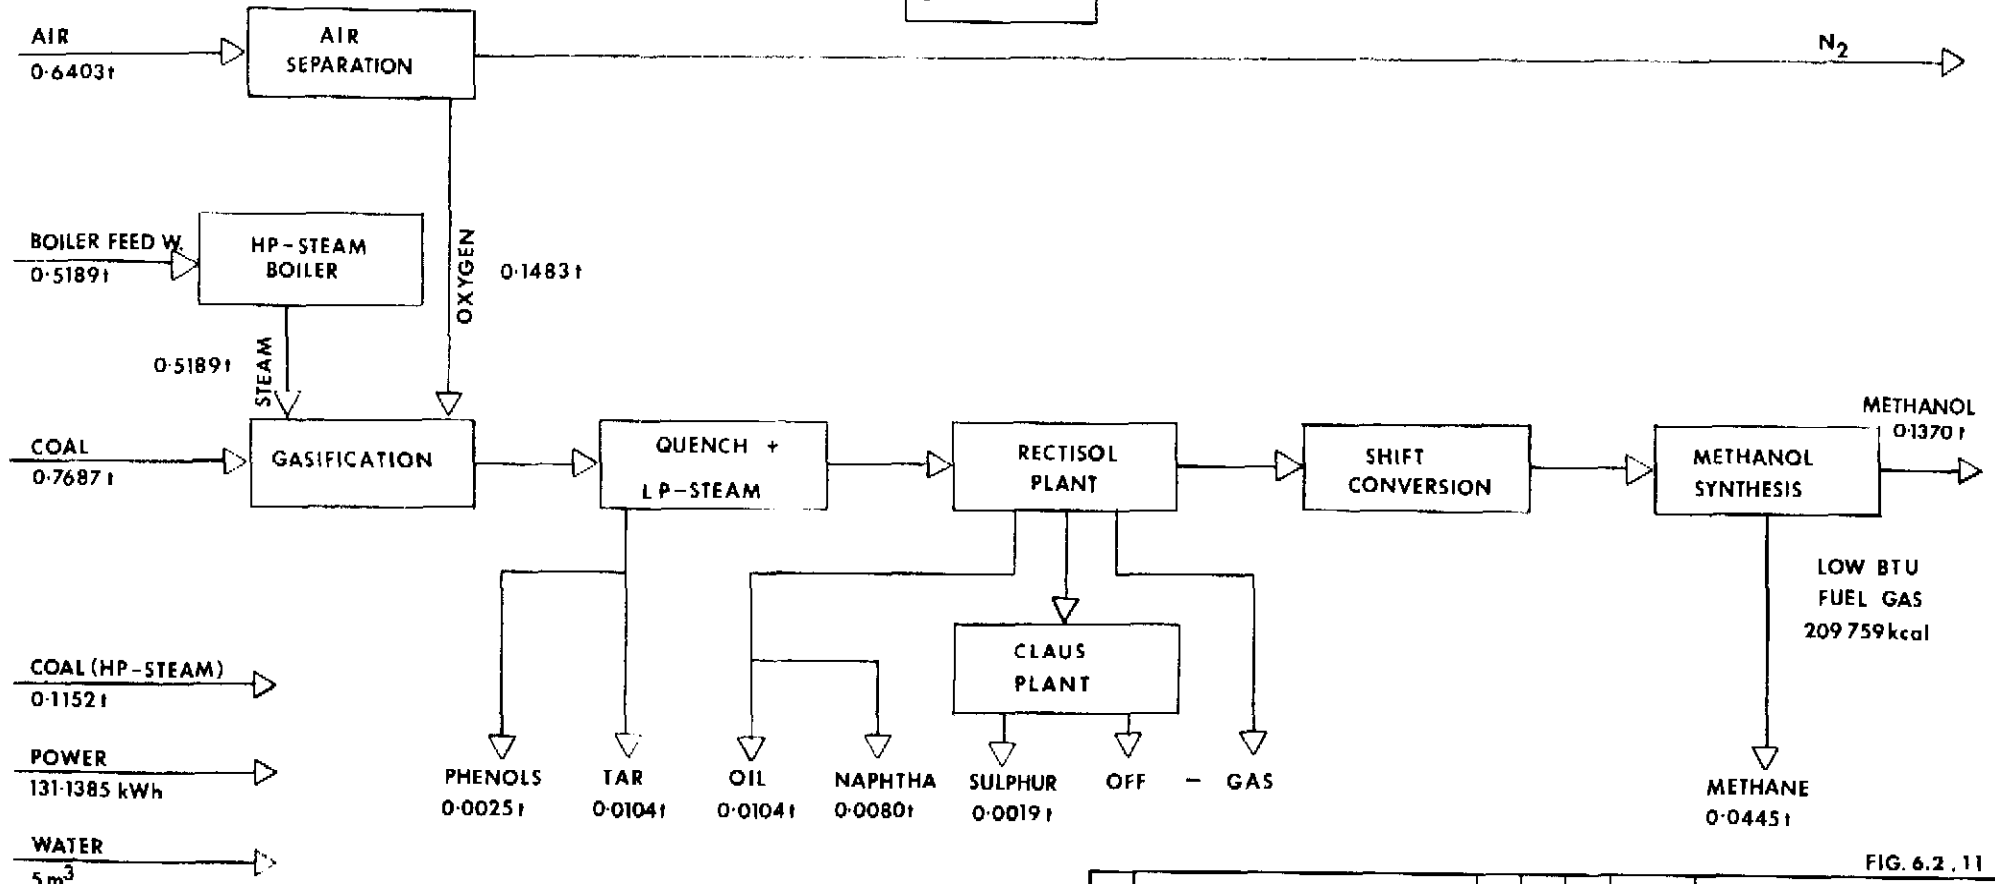 AIR
0·6403t
AIR
SEPARATION
N2
BOILER FEED W.
0·5189t
HP-STEAM
BOILER
OXYGEN
0·1483t
0·5189t
STEAM
COAL
0·7687t
GASIFICATION
QUENCH +
LP-STEAM
RECTISOL
PLANT
SHIFT
CONVERSION
METHANOL
SYNTHESIS
METHANOL
0·1370t
LOW BTU
FUEL GAS
209 759 kcal
CLAUS
PLANT
COAL (HP-STEAM)
0·1152t
POWER
131·1385 kWh
WATER
5m3
PHENOLS
0·0025t
TAR
0·0104t
OIL
0·0104t
NAPHTHA
0·0080t
SULPHUR
0·0019t
OFF - GAS
METHANE
0·0445t
FIG. 6.2.11